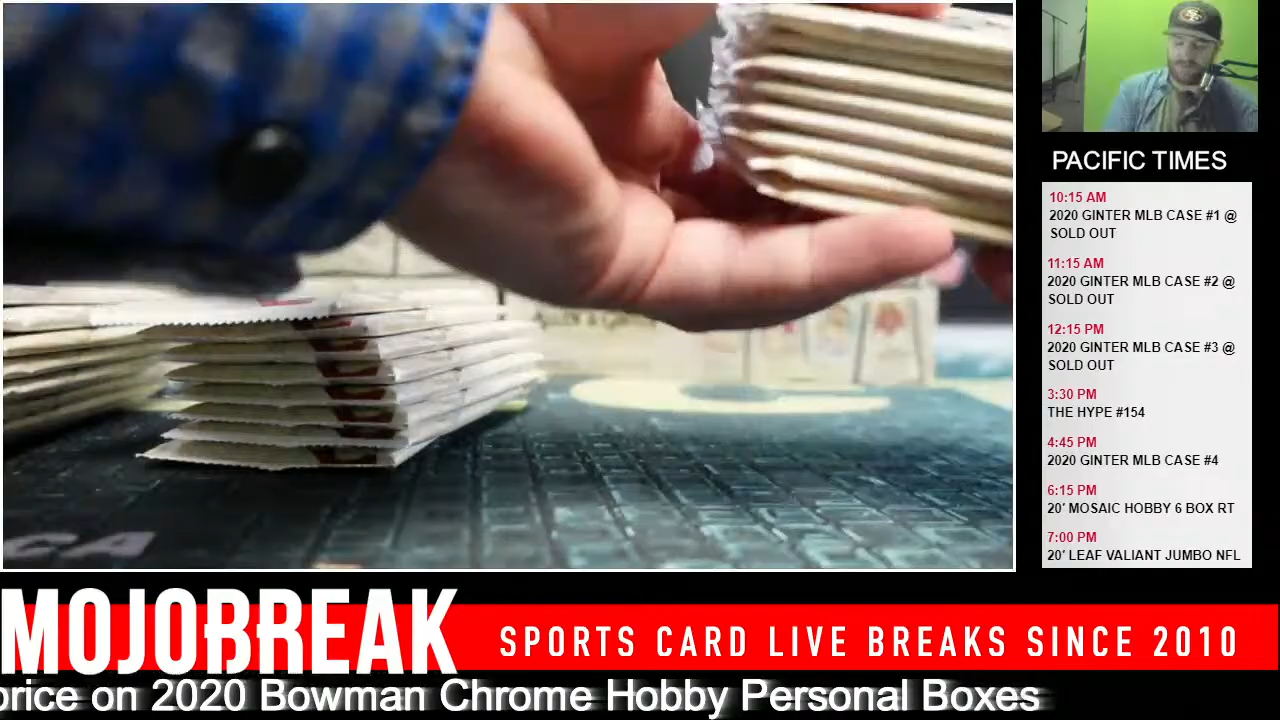 PACIFIC TIMES
10:15 AM
2020 GINTER MLB CASE #1 @
SOLD OUT
11:15 AM
2020 GINTER MLB CASE #2 @
SOLD OUT
12:15 PM
2020 GINTER MLB CASE #3 @
SOLD OUT
3:30 PM
THE HYPE #154
4:45 PM
2020 GINTER MLB CASE #4
6:15 PM
20' MOSAIC HOBBY 6 BOX RT
7:00 PM
20' LEAF VALIANT JUMBO NFL
CA
MOJOBREAK
SPORTS CARD LIVE BREAKS SINCE 2010
price on 2020 Bowman Chrome Hobby Personal Boxes